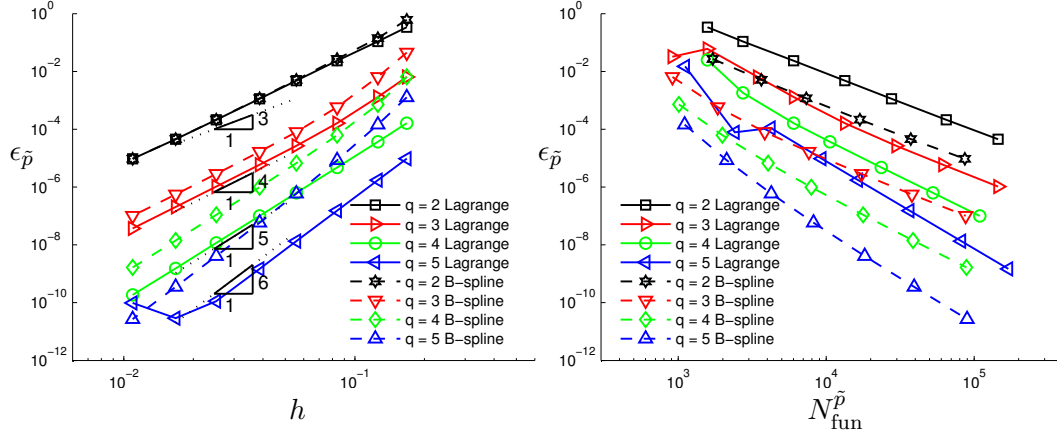 10^0
10^−2
10^−4
10^−6
10^−8
10^−10
10^−12
ϵ_p̃
3
1
4
1
5
1
6
1
q = 2 Lagrange
q = 3 Lagrange
q = 4 Lagrange
q = 5 Lagrange
q = 2 B−spline
q = 3 B−spline
q = 4 B−spline
q = 5 B−spline
10^−2
10^−1
h
10^0
10^−2
10^−4
10^−6
10^−8
10^−10
10^−12
ϵ_p̃
q = 2 Lagrange
q = 3 Lagrange
q = 4 Lagrange
q = 5 Lagrange
q = 2 B−spline
q = 3 B−spline
q = 4 B−spline
q = 5 B−spline
10^3
10^4
10^5
N_fun^p̃